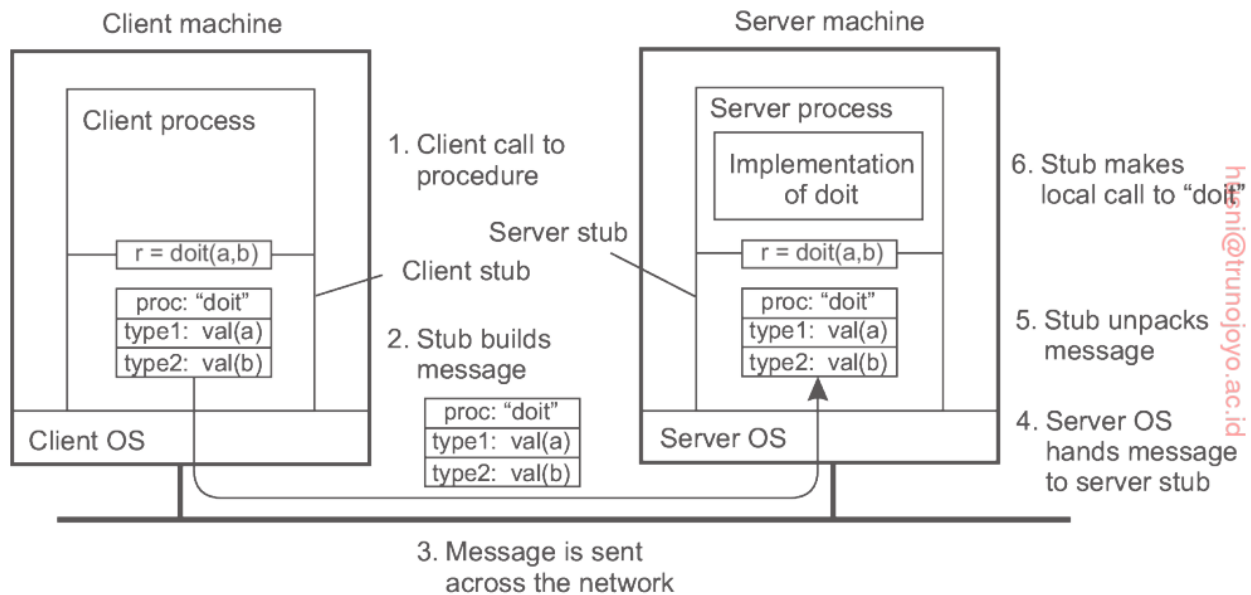 Client machine
Client process
r = doit(a,b)
proc: “doit”
type1: val(a)
type2: val(b)
Client OS
1. Client call to
procedure
Client stub
2. Stub builds
message
proc: “doit”
type1: val(a)
type2: val(b)
3. Message is sent
across the network
Server machine
Server process
Implementation
of doit
Server stub
r = doit(a,b)
proc: “doit”
type1: val(a)
type2: val(b)
Server OS
6. Stub makes
local call to “doit”
5. Stub unpacks
message
4. Server OS
hands message
to server stub
husni@trunojoyo.ac.id